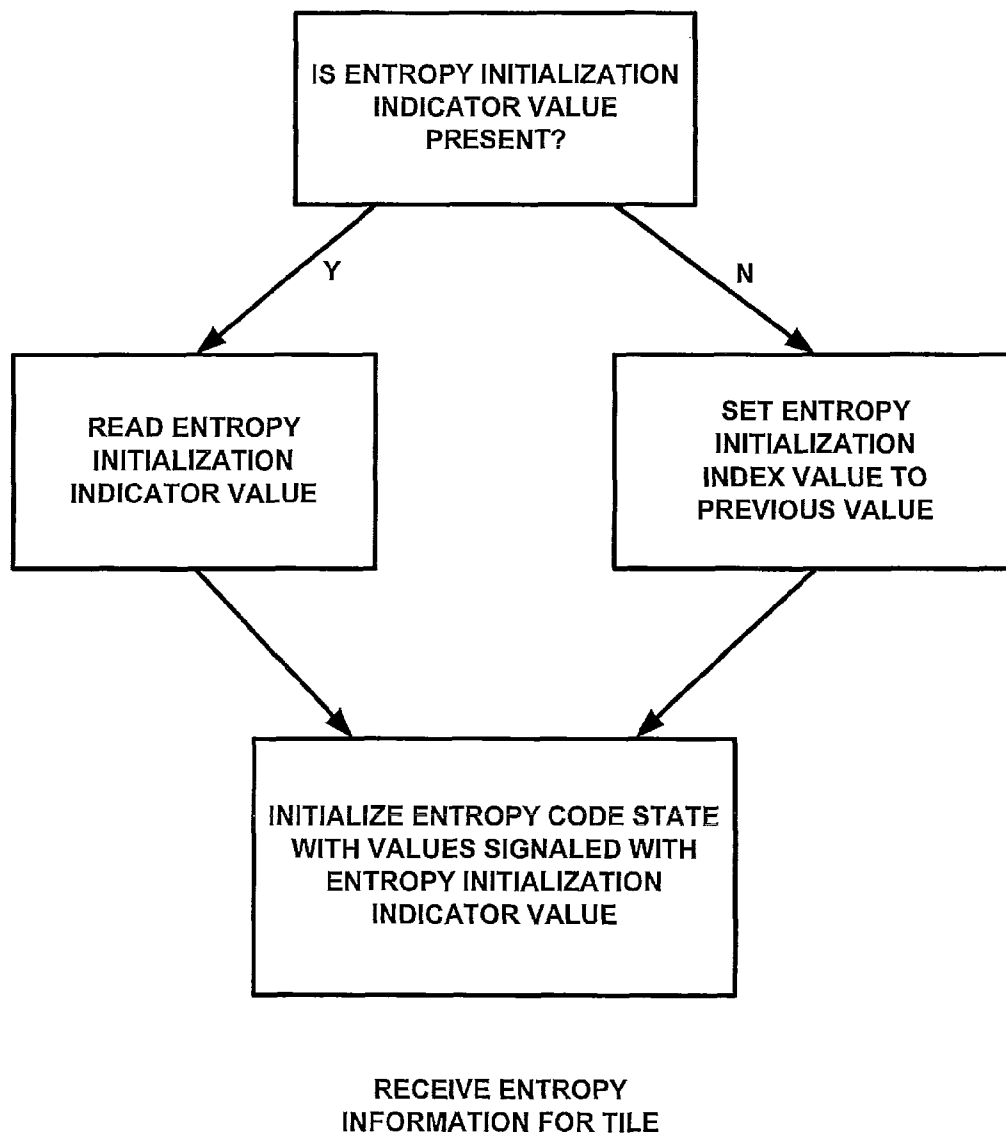 IS ENTROPY INITIALIZATION
INDICATOR VALUE
PRESENT?
Y
N
READ ENTROPY
INITIALIZATION
INDICATOR VALUE
SET ENTROPY
INITIALIZATION
INDEX VALUE TO
PREVIOUS VALUE
INITIALIZE ENTROPY CODE STATE
WITH VALUES SIGNALED WITH
ENTROPY INITIALIZATION
INDICATOR VALUE
RECEIVE ENTROPY
INFORMATION FOR TILE